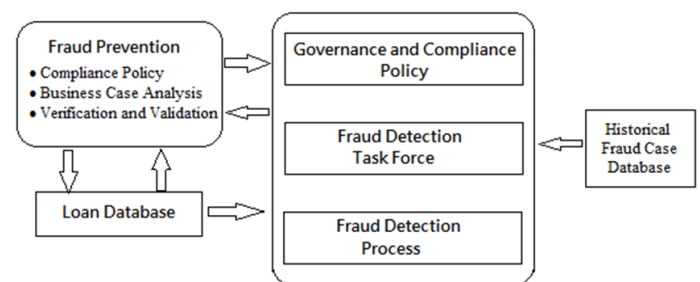 Fraud Prevention
• Compliance Policy
• Business Case Analysis
• Verification and Validation
Loan Database
Governance and Compliance
Policy
Fraud Detection
Task Force
Fraud Detection
Process
Historical
Fraud Case
Database